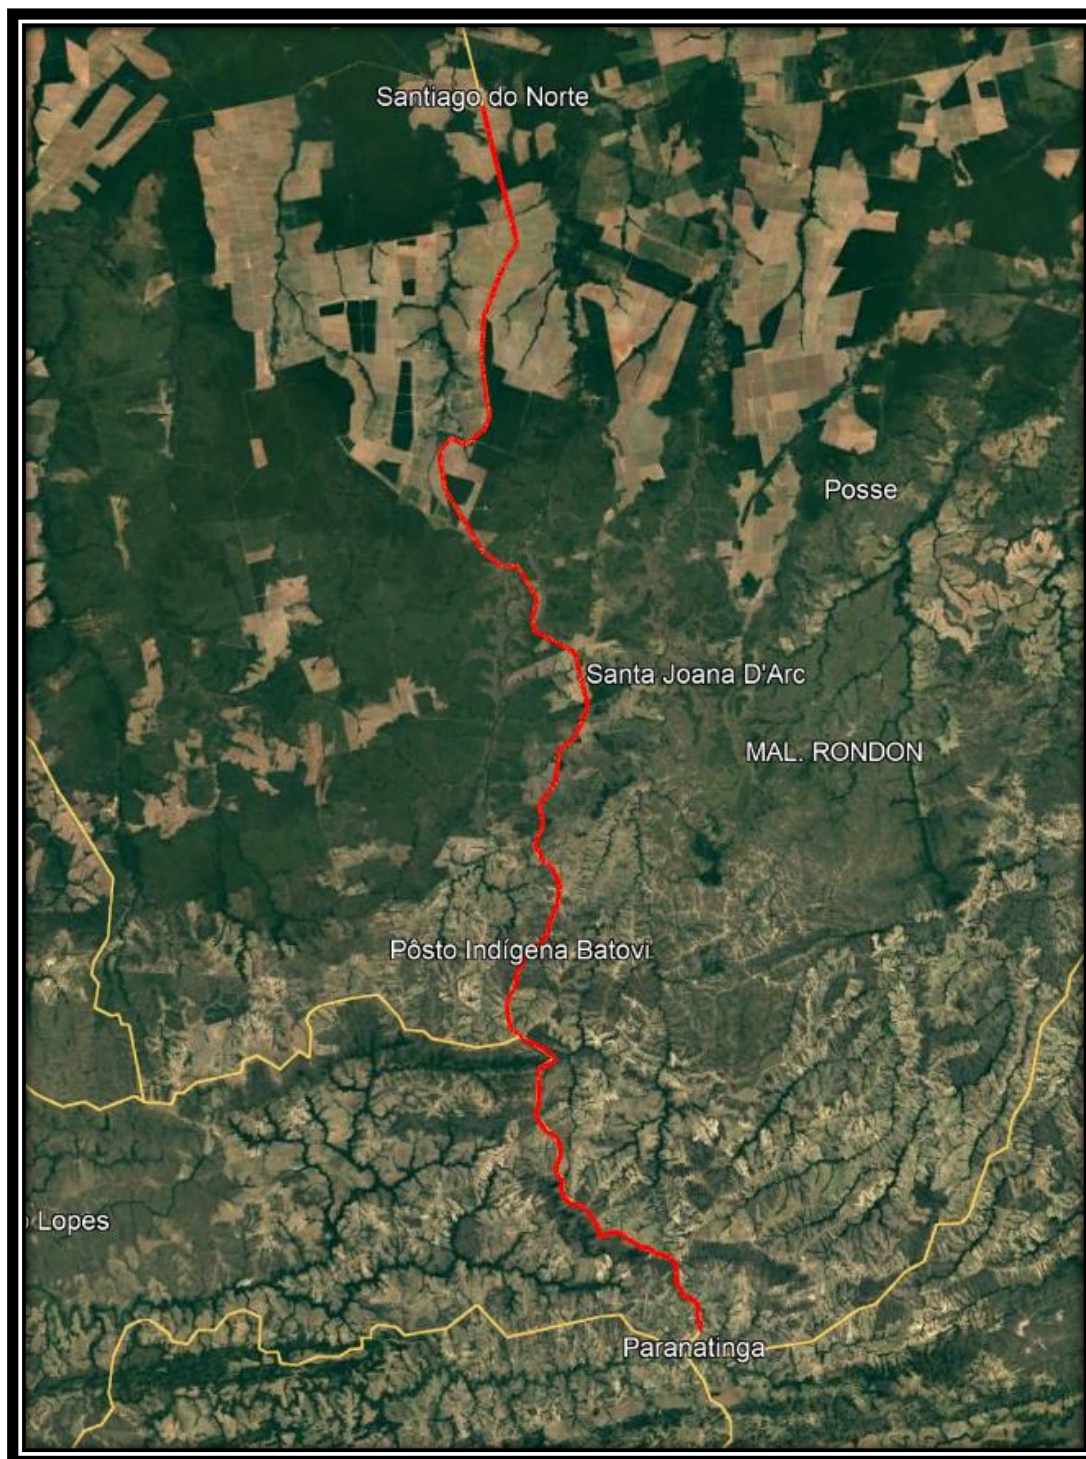 Santiago do Norte
Posse
Santa Joana D'Arc
MAL. RONDON
Pôsto Indígena Batovi
Lopes
Paranatinga